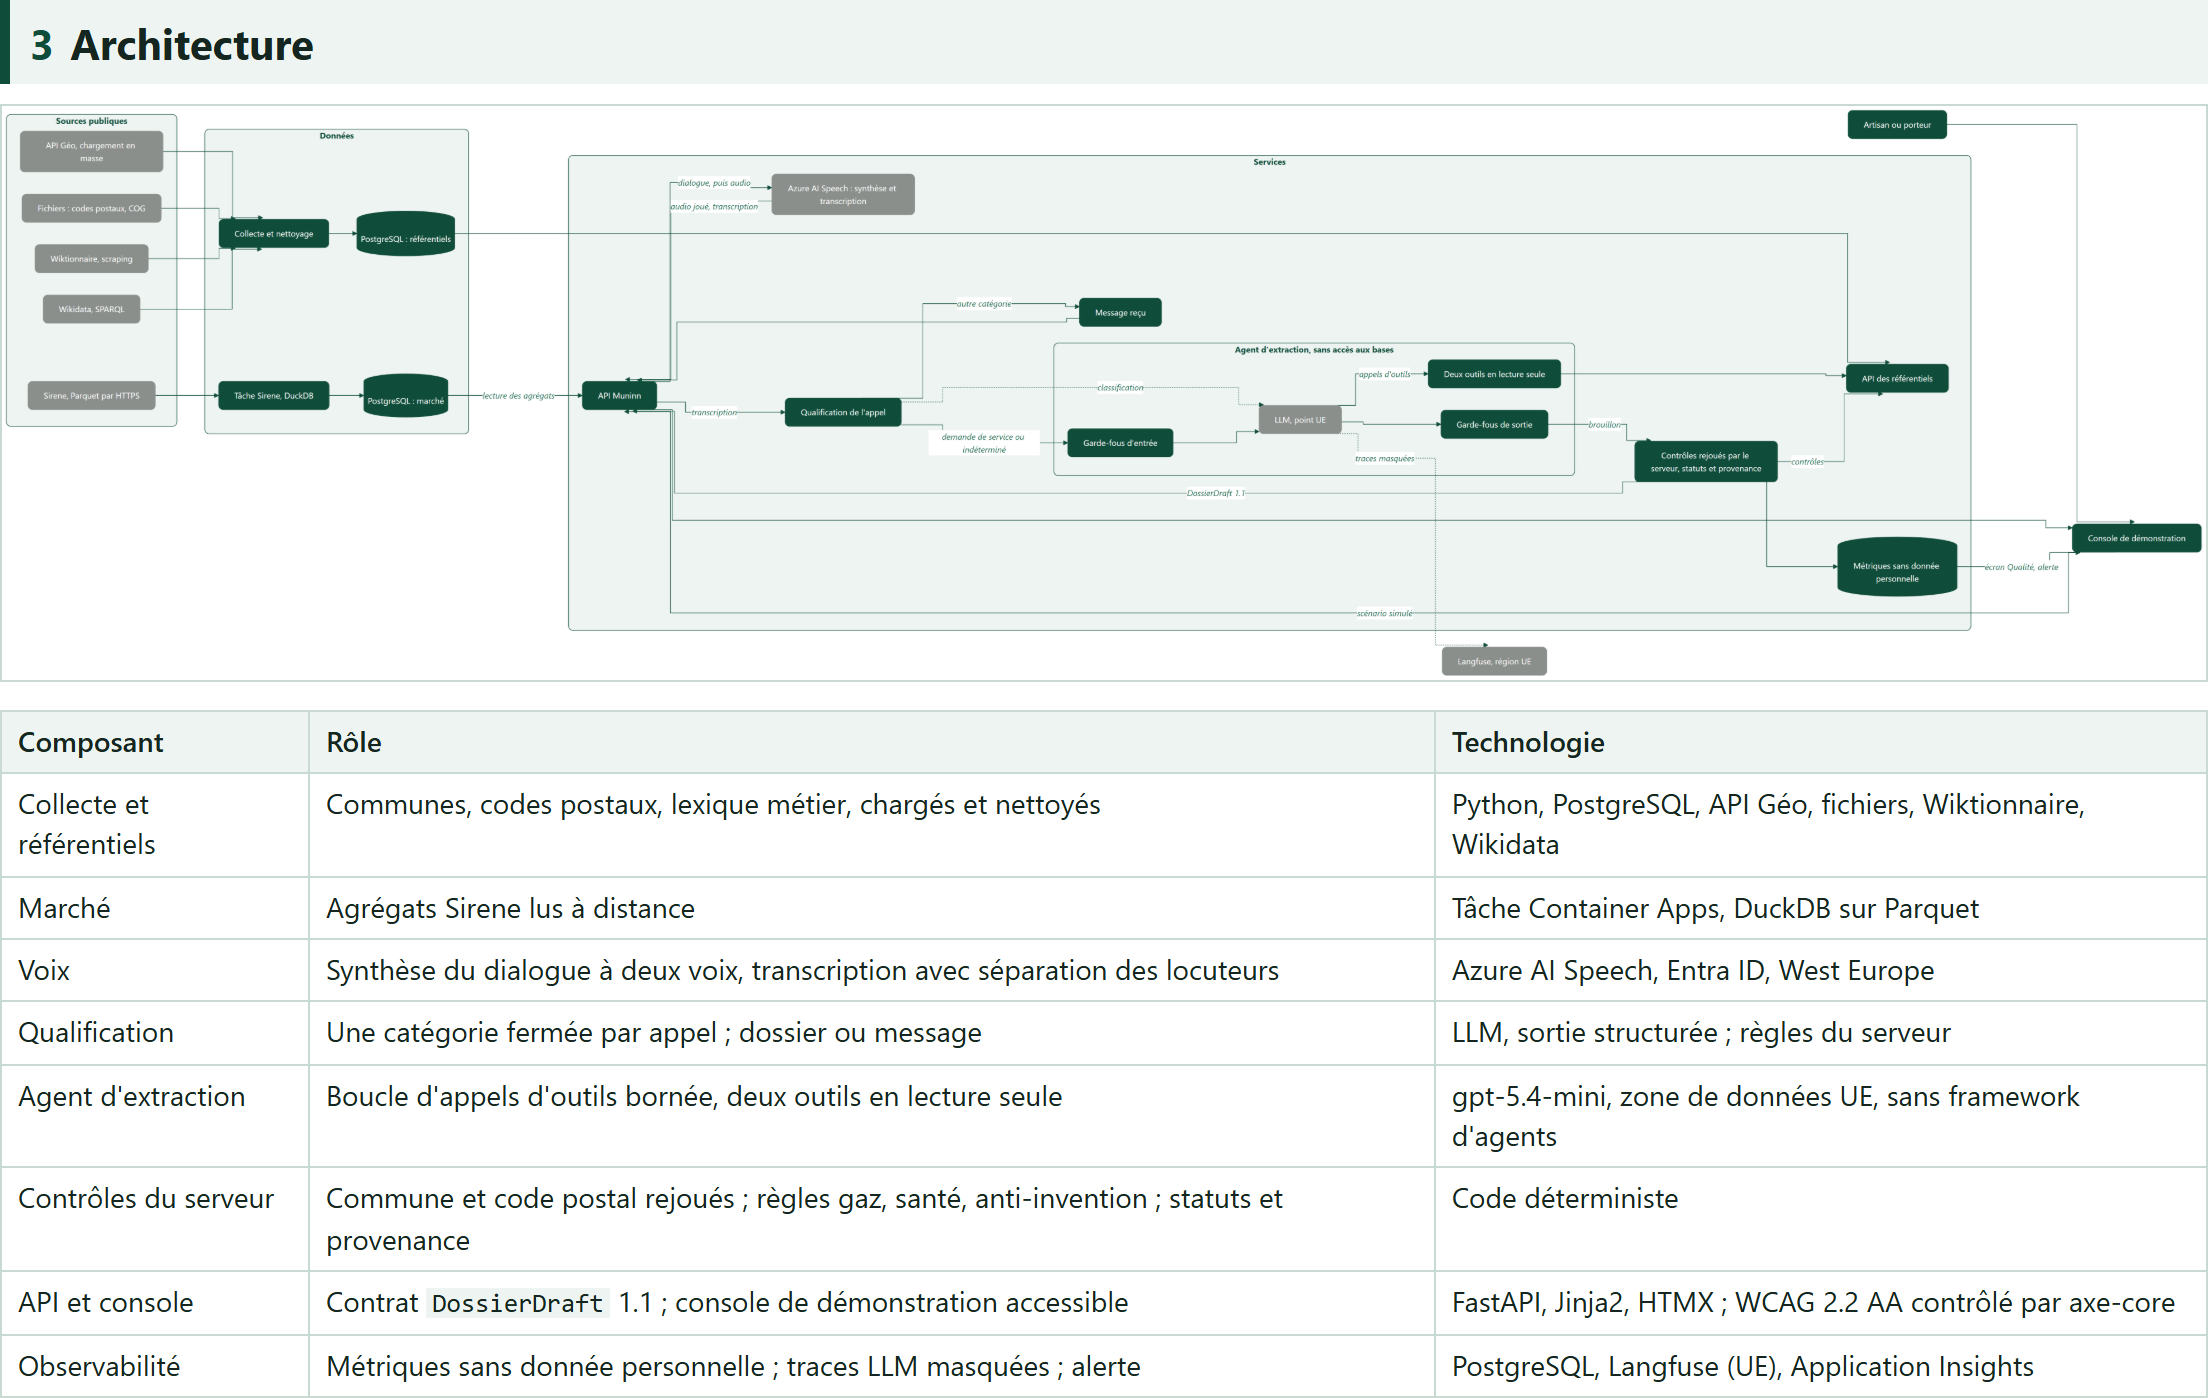 3 Architecture
Sources publiques
API Géo, chargement en
masse
Fichiers : codes postaux, COG
Wiktionnaire, scraping
Wikidata, SPARQL
Sirene, Parquet par HTTPS
Données
Collecte et nettoyage
PostgreSQL : référentiels
Tâche Sirene, DuckDB
PostgreSQL : marché
lecture des agrégats
Services
dialogue, puis audio
audio joué, transcription
Azure AI Speech : synthèse et
transcription
autre catégorie
Message reçu
API Muninn
transcription
Qualification de l'appel
classification
demande de service ou
indéterminé
Agent d'extraction, sans accès aux bases
Garde-fous d'entrée
LLM, point UE
appels d'outils
Deux outils en lecture seule
Garde-fous de sortie
traces masquées
brouillon
Contrôles rejoués par le
serveur, statuts et provenance
contrôles
API des référentiels
DossierDraft 1.1
Métriques sans donnée
personnelle
écran Qualité, alerte
scénario simulé
Langfuse, région UE
Artisan ou porteur
Console de démonstration
Composant Rôle Technologie
Collecte et
référentiels
Communes, codes postaux, lexique métier, chargés et nettoyés
Python, PostgreSQL, API Géo, fichiers, Wiktionnaire,
Wikidata
Marché
Agrégats Sirene lus à distance
Tâche Container Apps, DuckDB sur Parquet
Voix
Synthèse du dialogue à deux voix, transcription avec séparation des locuteurs
Azure AI Speech, Entra ID, West Europe
Qualification
Une catégorie fermée par appel ; dossier ou message
LLM, sortie structurée ; règles du serveur
Agent d'extraction
Boucle d'appels d'outils bornée, deux outils en lecture seule
gpt-5.4-mini, zone de données UE, sans framework
d'agents
Contrôles du serveur
Commune et code postal rejoués ; règles gaz, santé, anti-invention ; statuts et
provenance
Code déterministe
API et console
Contrat DossierDraft 1.1 ; console de démonstration accessible
FastAPI, Jinja2, HTMX ; WCAG 2.2 AA contrôlé par axe-core
Observabilité
Métriques sans donnée personnelle ; traces LLM masquées ; alerte
PostgreSQL, Langfuse (UE), Application Insights